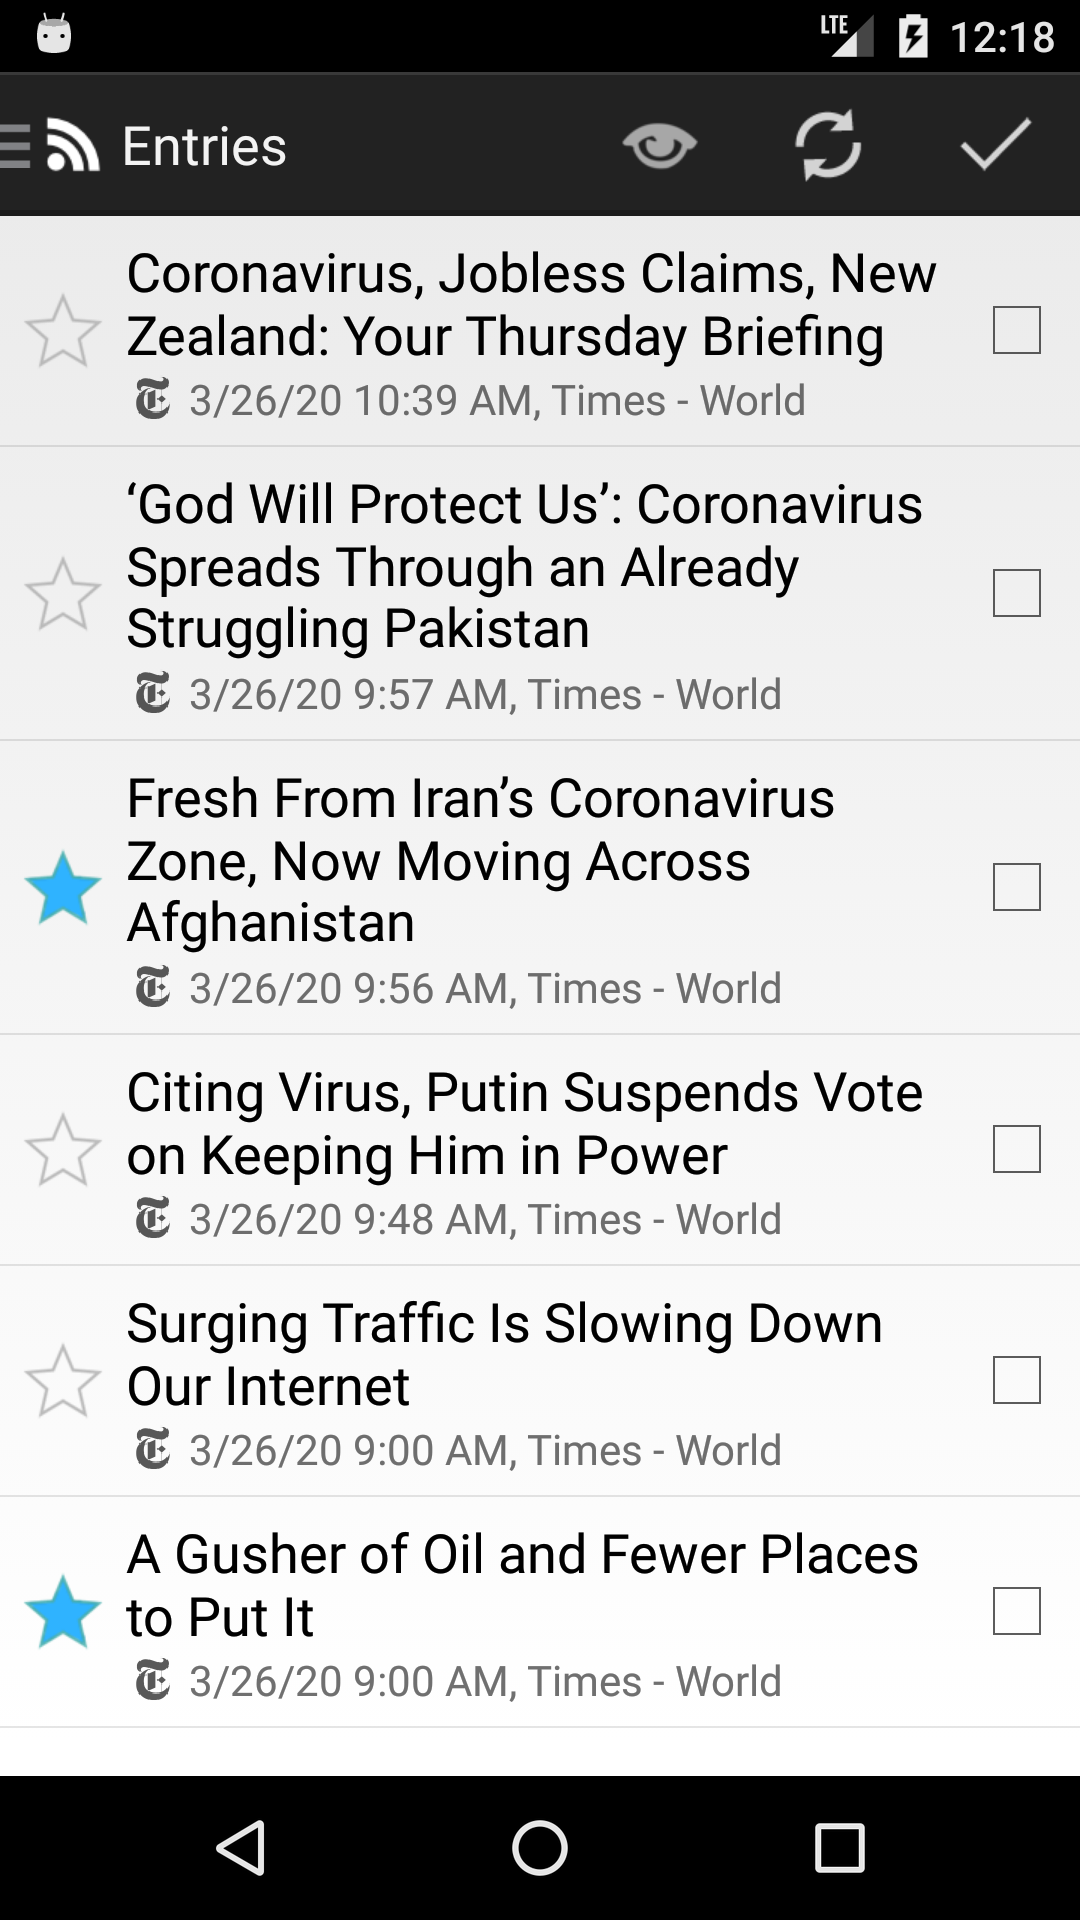 LTE 12:18
Entries
Coronavirus, Jobless Claims, New
Zealand: Your Thursday Briefing
3/26/20 10:39 AM, Times - World
‘God Will Protect Us’: Coronavirus
Spreads Through an Already
Struggling Pakistan
3/26/20 9:57 AM, Times - World
Fresh From Iran’s Coronavirus
Zone, Now Moving Across
Afghanistan
3/26/20 9:56 AM, Times - World
Citing Virus, Putin Suspends Vote
on Keeping Him in Power
3/26/20 9:48 AM, Times - World
Surging Traffic Is Slowing Down
Our Internet
3/26/20 9:00 AM, Times - World
A Gusher of Oil and Fewer Places
to Put It
3/26/20 9:00 AM, Times - World